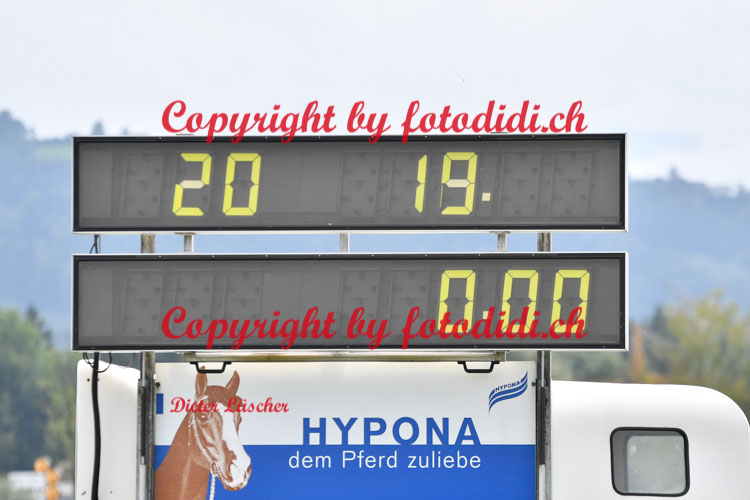 Copyright by fotodidi.ch
20 19.
0.00
Copyright by fotodidi.ch
Dieter Lüscher
HYPONA
HYPONA
dem Pferd zuliebe